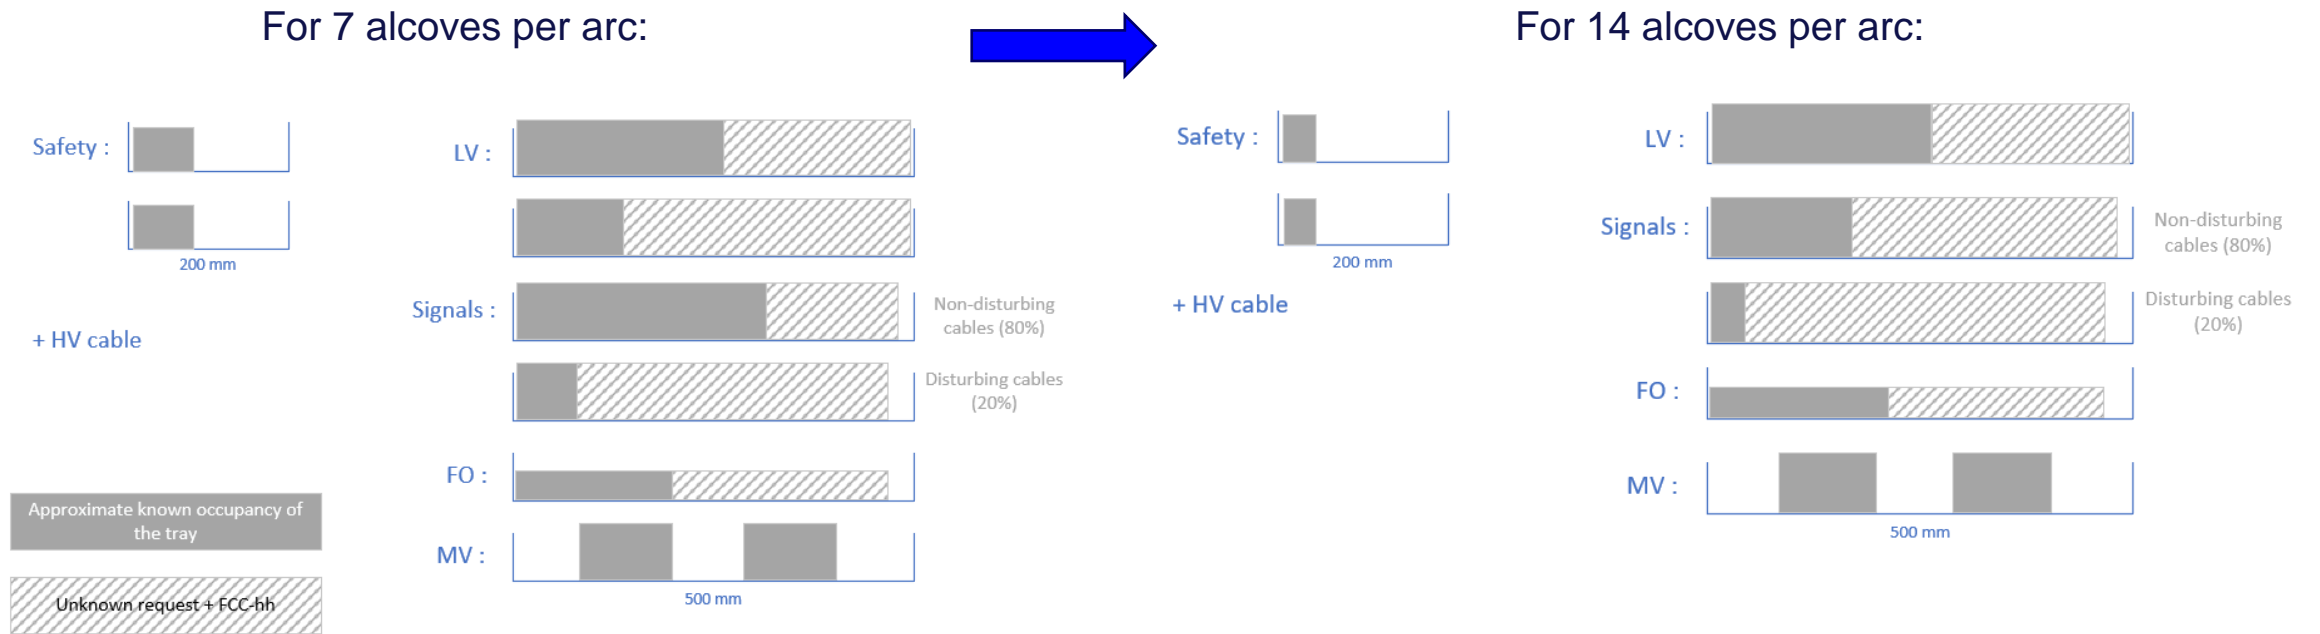 For 7 alcoves per arc:
Safety :
200 mm
+ HV cable
LV :
Signals :
Non-disturbing
cables (80%)
Disturbing cables
(20%)
FO :
MV :
500 mm
Approximate known occupancy of
the tray
Unknown request + FCC-hh
For 14 alcoves per arc:
Safety :
200 mm
+ HV cable
LV :
Signals :
Non-disturbing
cables (80%)
Disturbing cables
(20%)
FO :
MV :
500 mm